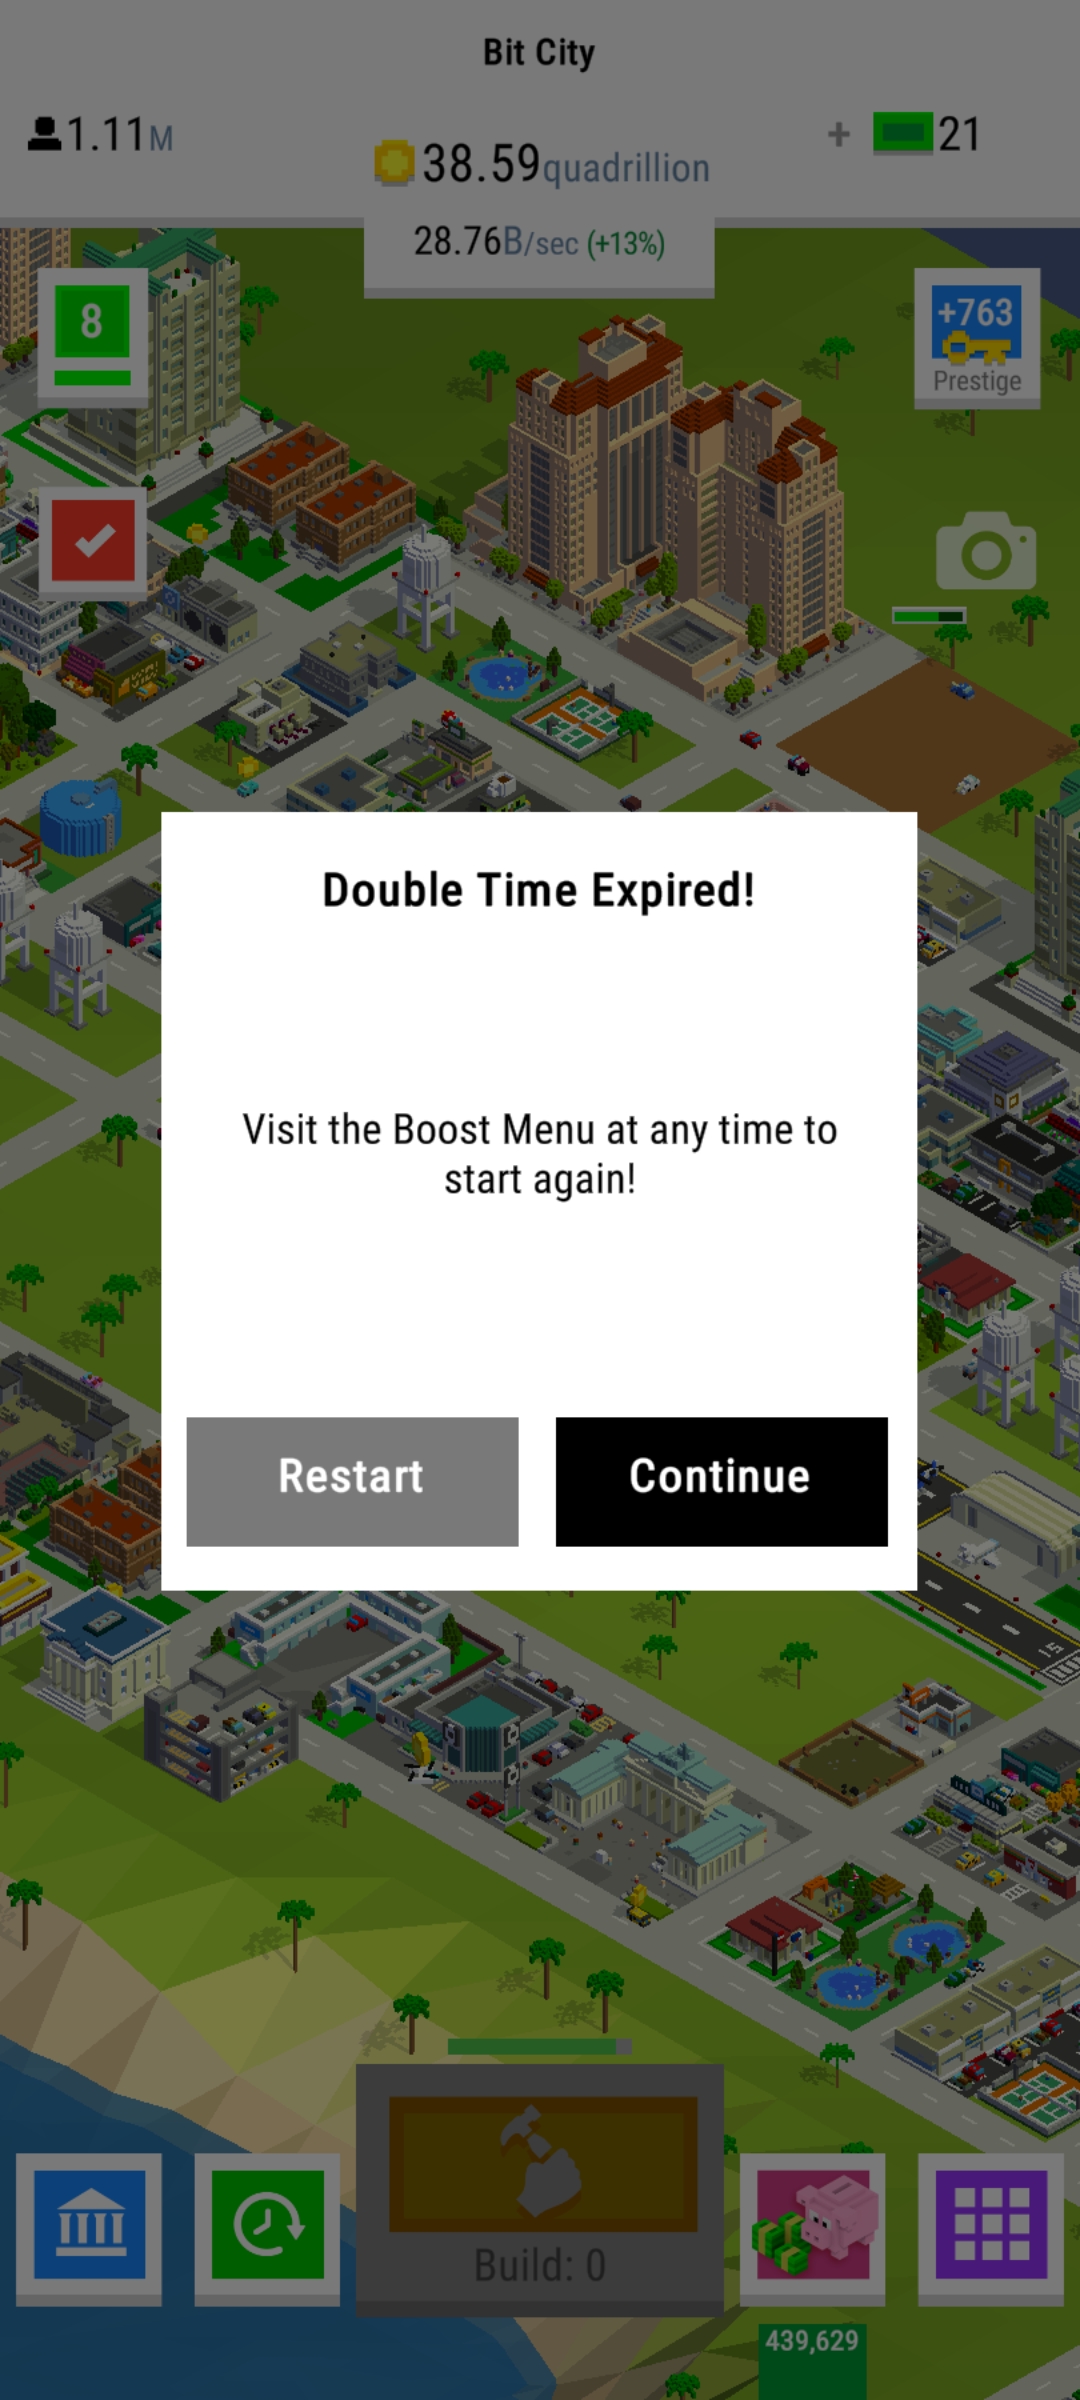 Bit City
1.11M
38.59quadrillion
+ 21
28.76B/sec (+13%)
8
+763
Prestige
Double Time Expired!
Visit the Boost Menu at any time to
start again!
Restart
Continue
15
Build: 0
439,629